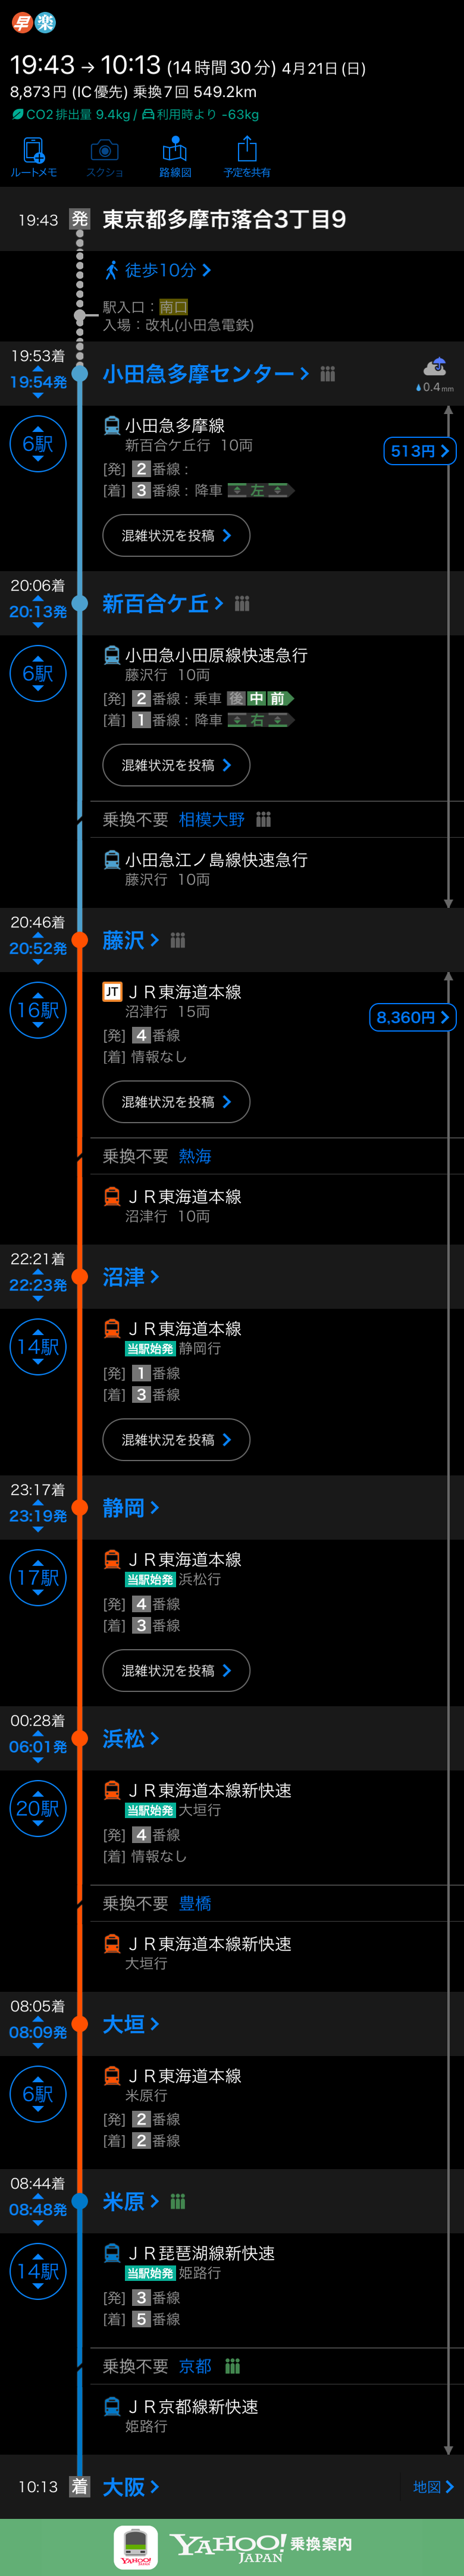 早 楽
19:43 → 10:13 (14時間30分) 4月21日(日)
8,873円 (IC優先) 乗換7回 549.2km
CO2排出量 9.4kg / 利用時より -63kg
ルートメモ スクショ 路線図 予定を共有
19:43 発 東京都多摩市落合3丁目9
徒歩10分
駅入口：南口
入場：改札(小田急電鉄)
19:53着
19:54発
小田急多摩センター
0.4mm
6駅
小田急多摩線
新百合ケ丘行 10両
513円
[発] 2 番線：
[着] 3 番線：降車 左
混雑状況を投稿
20:06着
20:13発
新百合ケ丘
6駅
小田急小田原線快速急行
藤沢行 10両
[発] 2 番線：乗車 後 中 前
[着] 1 番線：降車 右
混雑状況を投稿
乗換不要 相模大野
小田急江ノ島線快速急行
藤沢行 10両
20:46着
20:52発
藤沢
16駅
JT ＪＲ東海道本線
沼津行 15両
8,360円
[発] 4 番線
[着] 情報なし
混雑状況を投稿
乗換不要 熱海
ＪＲ東海道本線
沼津行 10両
22:21着
22:23発
沼津
14駅
ＪＲ東海道本線
当駅始発 静岡行
[発] 1 番線
[着] 3 番線
混雑状況を投稿
23:17着
23:19発
静岡
17駅
ＪＲ東海道本線
当駅始発 浜松行
[発] 4 番線
[着] 3 番線
混雑状況を投稿
00:28着
06:01発
浜松
20駅
ＪＲ東海道本線新快速
当駅始発 大垣行
[発] 4 番線
[着] 情報なし
乗換不要 豊橋
ＪＲ東海道本線新快速
大垣行
08:05着
08:09発
大垣
6駅
ＪＲ東海道本線
米原行
[発] 2 番線
[着] 2 番線
08:44着
08:48発
米原
14駅
ＪＲ琵琶湖線新快速
当駅始発 姫路行
[発] 3 番線
[着] 5 番線
乗換不要 京都
ＪＲ京都線新快速
姫路行
10:13 着 大阪 地図
YAHOO! YAHOO! JAPAN 乗換案内